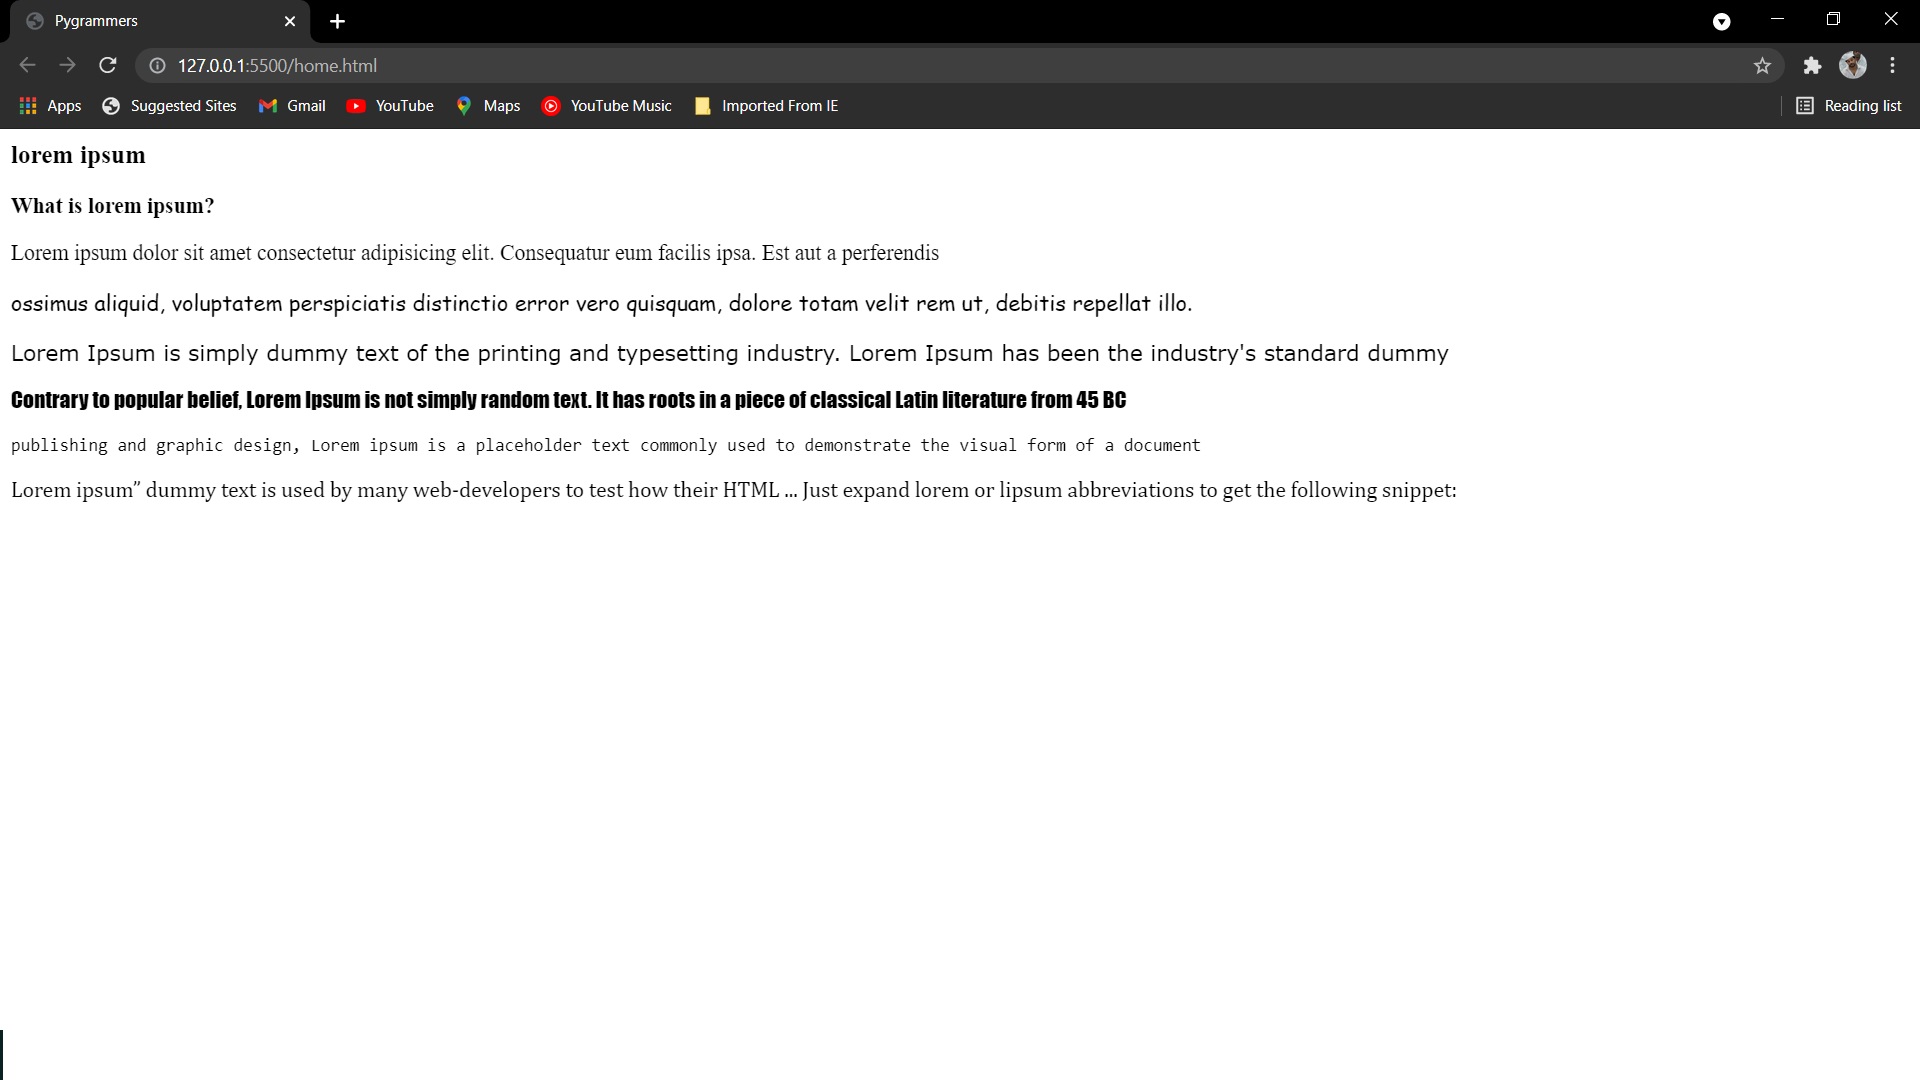 Pygrammers
127.0.0.1:5500/home.html
Apps Suggested Sites Gmail YouTube Maps YouTube Music Imported From IE Reading list
lorem ipsum
What is lorem ipsum?
Lorem ipsum dolor sit amet consectetur adipisicing elit. Consequatur eum facilis ipsa. Est aut a perferendis
ossimus aliquid, voluptatem perspiciatis distinctio error vero quisquam, dolore totam velit rem ut, debitis repellat illo.
Lorem Ipsum is simply dummy text of the printing and typesetting industry. Lorem Ipsum has been the industry's standard dummy
Contrary to popular belief, Lorem Ipsum is not simply random text. It has roots in a piece of classical Latin literature from 45 BC
publishing and graphic design, Lorem ipsum is a placeholder text commonly used to demonstrate the visual form of a document
Lorem ipsum” dummy text is used by many web-developers to test how their HTML ... Just expand lorem or lipsum abbreviations to get the following snippet: